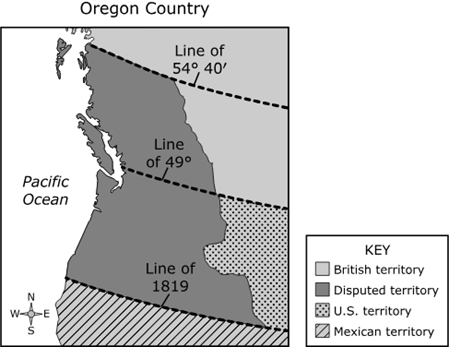 Oregon Country
Line of
54° 40′
Line
of 49°
Pacific
Ocean
Line of
1819
N
W
E
S
KEY
British territory
Disputed territory
U.S. territory
Mexican territory